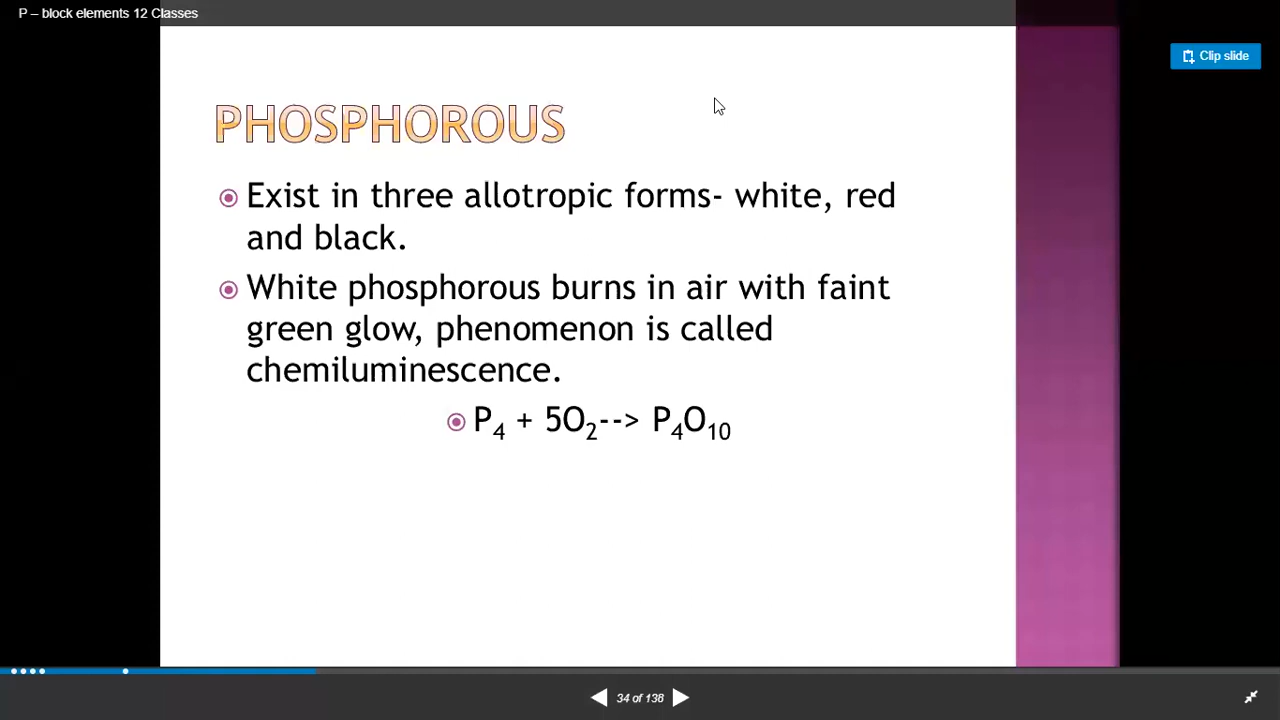 P – block elements 12 Classes
Clip slide
PHOSPHOROUS
Exist in three allotropic forms- white, red
and black.
White phosphorous burns in air with faint
green glow, phenomenon is called
chemiluminescence.
P₄ + 5O₂--> P₄O₁₀
34 of 138